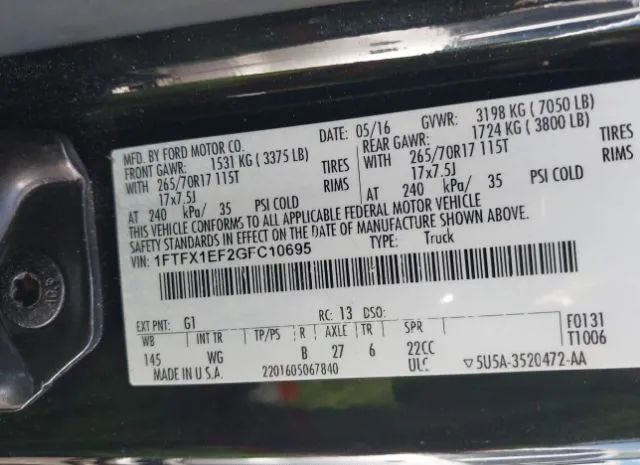 MFD. BY FORD MOTOR CO.
DATE: 05/16 GVWR: 3198 KG ( 7050 LB)
FRONT GAWR: 1531 KG ( 3375 LB)
REAR GAWR: 1724 KG ( 3800 LB)
WITH 265/70R17 115T TIRES
WITH 265/70R17 115T TIRES
17x7.5J RIMS
17x7.5J RIMS
AT 240 kPa/ 35 PSI COLD
AT 240 kPa/ 35 PSI COLD
THIS VEHICLE CONFORMS TO ALL APPLICABLE FEDERAL MOTOR VEHICLE
SAFETY STANDARDS IN EFFECT ON THE DATE OF MANUFACTURE SHOWN ABOVE.
VIN: 1FTFX1EF2GFC10695
TYPE: Truck
EXT PNT: G1 RC: 13 DSO:
F0131
WB INT TR TP/PS R AXLE TR SPR
T1006
145 WG B 27 6 22CC
MADE IN U.S.A. 2201605067840 ULC ▽5U5A-3520472-AA